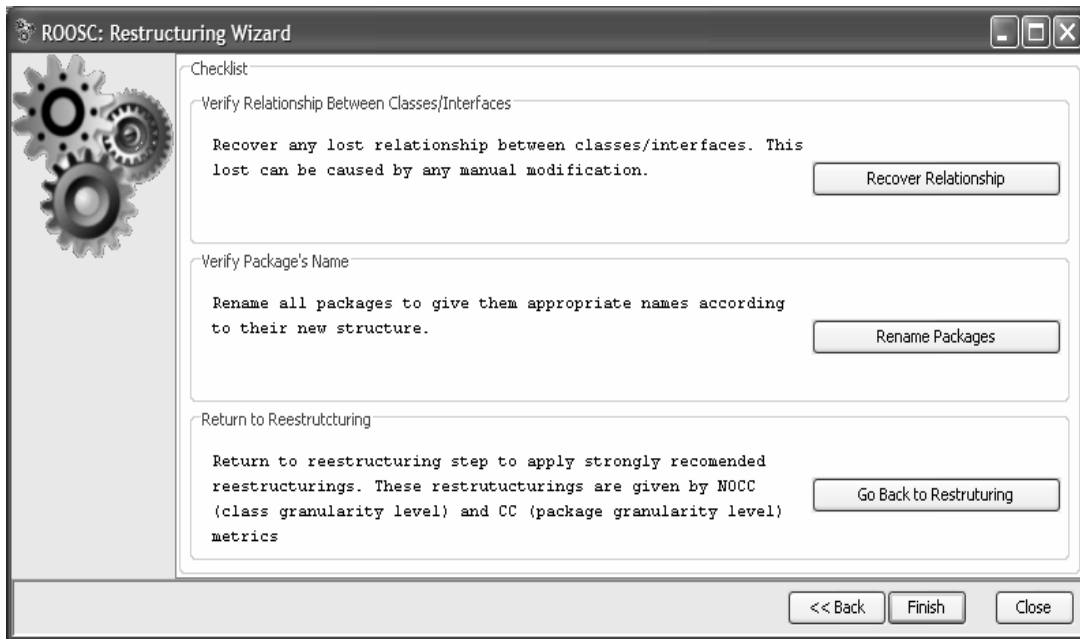 ROOSC: Restructuring Wizard
Checklist
Verify Relationship Between Classes/Interfaces
Recover any lost relationship between classes/interfaces. This
lost can be caused by any manual modification.
Recover Relationship
Verify Package's Name
Rename all packages to give them appropriate names according
to their new structure.
Rename Packages
Return to Reestrutcturing
Return to reestructuring step to apply strongly recomended
reestructurings. These restrutucturings are given by NOCC
(class granularity level) and CC (package granularity level)
metrics
Go Back to Restruturing
<< Back
Finish
Close